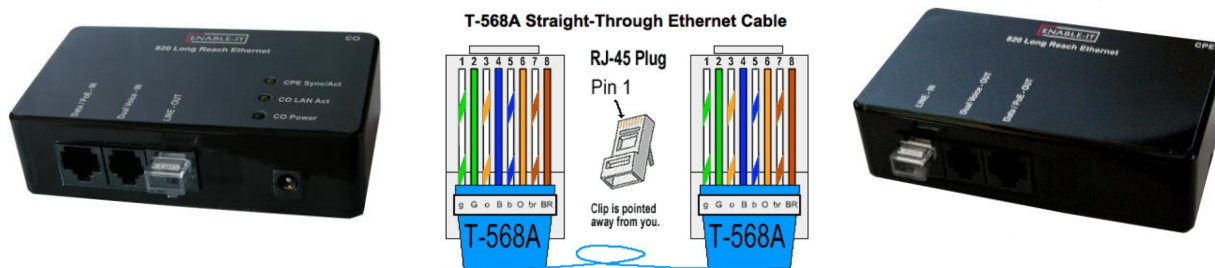 ENABLE-IT
CO
820 Long Reach Ethernet
CPE Sync/Act
CO LAN Act
CO Power
Data / PoE - IN
Dual Voice - IN
LINE - OUT
T-568A Straight-Through Ethernet Cable
RJ-45 Plug
Pin 1
1 2 3 4 5 6 7 8
g G o B b O br BR
T-568A
Clip is pointed
away from you.
1 2 3 4 5 6 7 8
g G o B b O br BR
T-568A
ENABLE-IT
CPE
820 Long Reach Ethernet
LINE - IN
Dual Voice - OUT
Data / PoE - OUT